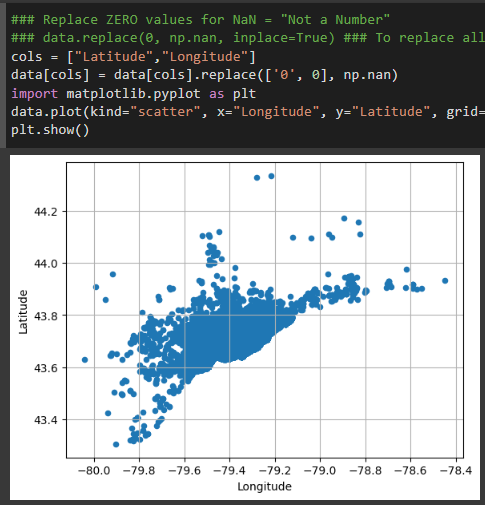 ### Replace ZERO values for NaN = "Not a Number"
### data.replace(0, np.nan, inplace=True) ### To replace all
cols = ["Latitude","Longitude"]
data[cols] = data[cols].replace(['0', 0], np.nan)
import matplotlib.pyplot as plt
data.plot(kind="scatter", x="Longitude", y="Latitude", grid=
plt.show()
44.2
44.0
43.8
43.6
43.4
Latitude
−80.0 −79.8 −79.6 −79.4 −79.2 −79.0 −78.8 −78.6 −78.4
Longitude